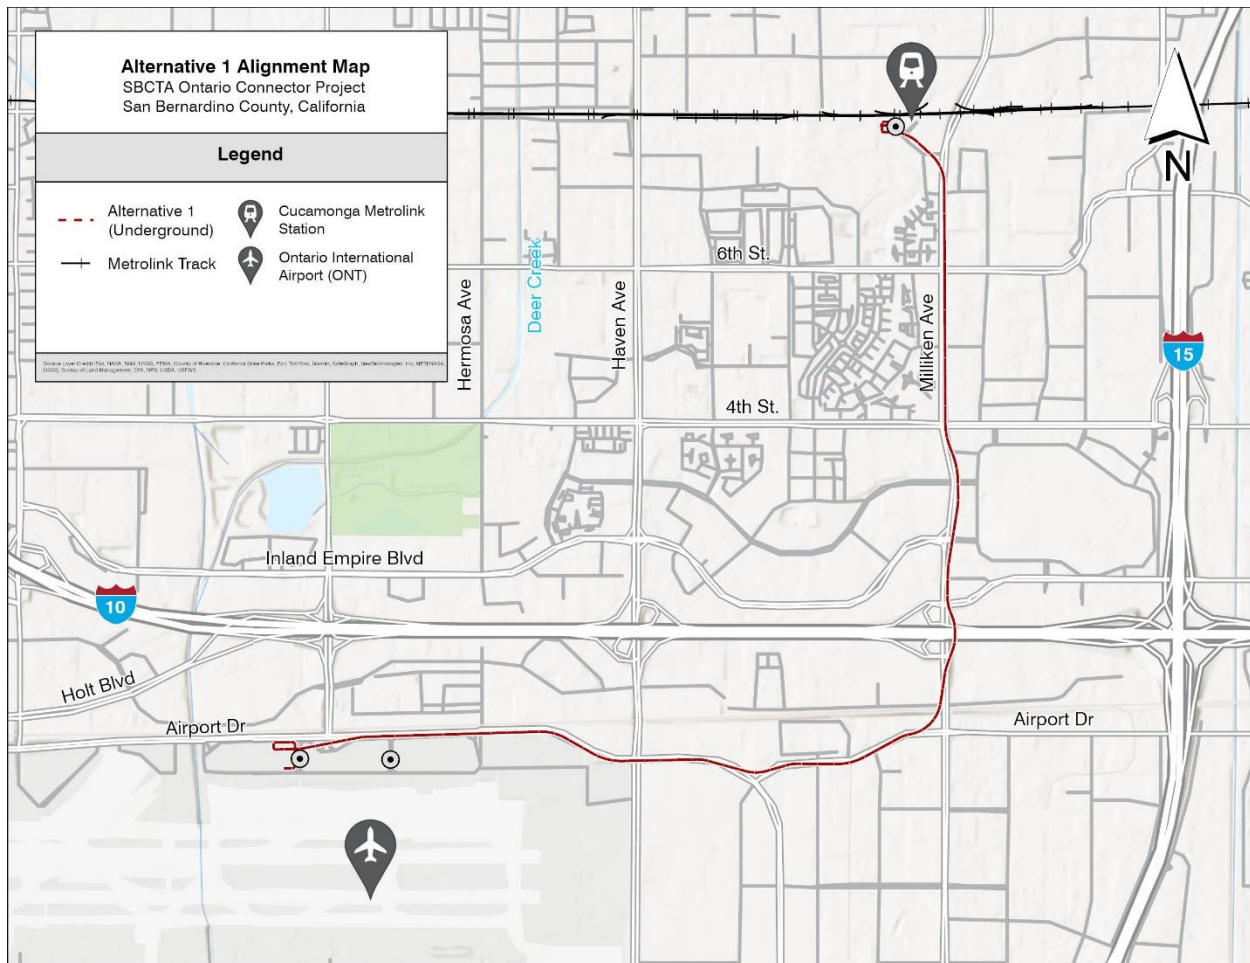 Alternative 1 Alignment Map
SBCTA Ontario Connector Project
San Bernardino County, California
Legend
Alternative 1
(Underground)
Cucamonga Metrolink
Station
Metrolink Track
Ontario International
Airport (ONT)
N
6th St.
Deer Creek
Hermosa Ave
Haven Ave
Milliken Ave
15
4th St.
Inland Empire Blvd
10
Holt Blvd
Airport Dr
Airport Dr